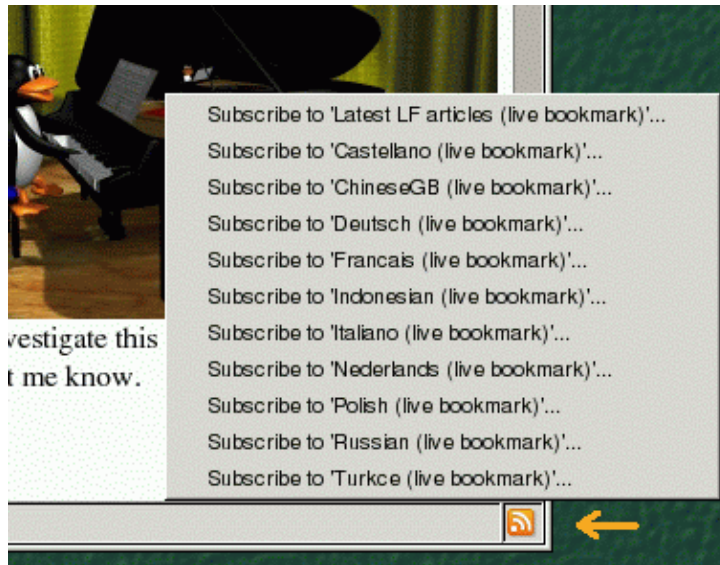 Subscribe to 'Latest LF articles (live bookmark)'...
Subscribe to 'Castellano (live bookmark)'...
Subscribe to 'ChineseGB (live bookmark)'...
Subscribe to 'Deutsch (live bookmark)'...
Subscribe to 'Francais (live bookmark)'...
Subscribe to 'Indonesian (live bookmark)'...
Subscribe to 'Italiano (live bookmark)'...
Subscribe to 'Nederlands (live bookmark)'...
Subscribe to 'Polish (live bookmark)'...
Subscribe to 'Russian (live bookmark)'...
Subscribe to 'Turkce (live bookmark)'...
vestigate this
t me know.